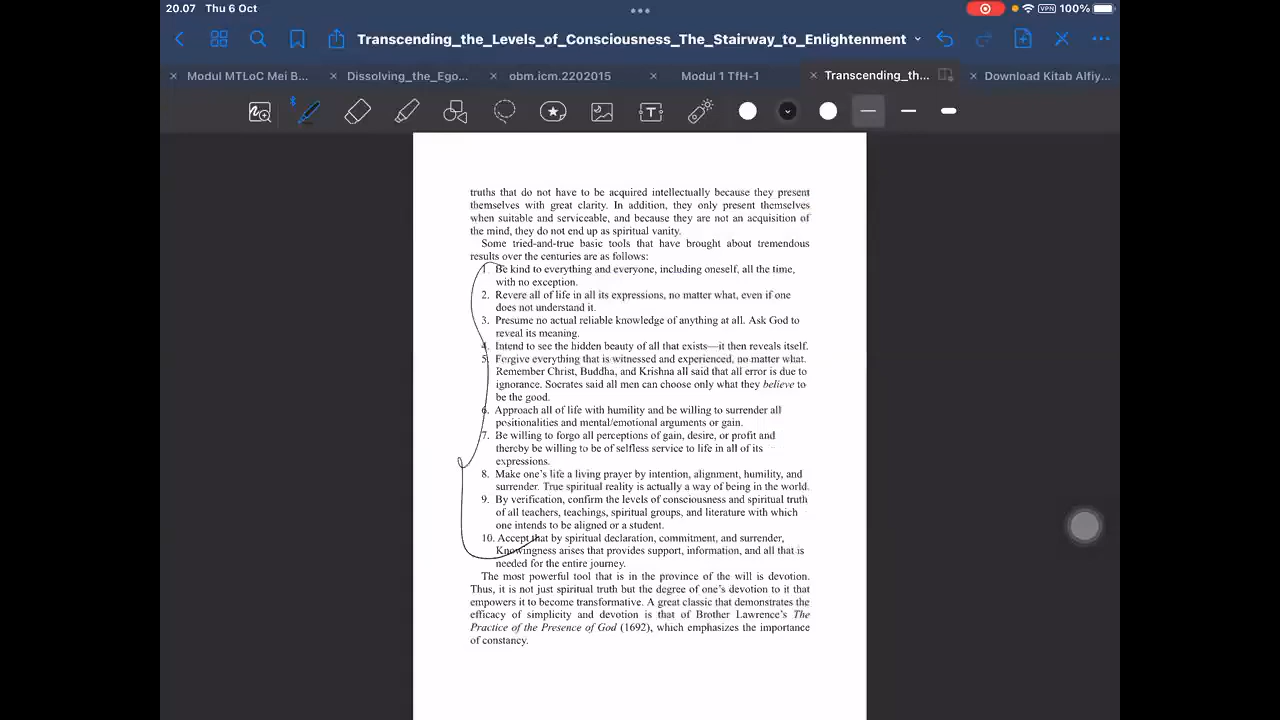 20.07 Thu 6 Oct
VPN 100%
Transcending_the_Levels_of_Consciousness_The_Stairway_to_Enlightenment
Modul MTLoC Mei B...
Dissolving_the_Ego...
obm.icm.2202015
Modul 1 TfH-1
Transcending_th...
Download Kitab Alfiy...
truths that do not have to be acquired intellectually because they present
themselves with great clarity. In addition, they only present themselves
when suitable and serviceable, and because they are not an acquisition of
the mind, they do not end up as spiritual vanity.
Some tried-and-true basic tools that have brought about tremendous
results over the centuries are as follows:
1. Be kind to everything and everyone, including oneself, all the time,
with no exception.
2. Revere all of life in all its expressions, no matter what, even if one
does not understand it.
3. Presume no actual reliable knowledge of anything at all. Ask God to
reveal its meaning.
4. Intend to see the hidden beauty of all that exists—it then reveals itself.
5. Forgive everything that is witnessed and experienced, no matter what.
Remember Christ, Buddha, and Krishna all said that all error is due to
ignorance. Socrates said all men can choose only what they believe to
be the good.
6. Approach all of life with humility and be willing to surrender all
positionalities and mental/emotional arguments or gain.
7. Be willing to forgo all perceptions of gain, desire, or profit and
thereby be willing to be of selfless service to life in all of its
expressions.
8. Make one's life a living prayer by intention, alignment, humility, and
surrender. True spiritual reality is actually a way of being in the world.
9. By verification, confirm the levels of consciousness and spiritual truth
of all teachers, teachings, spiritual groups, and literature with which
one intends to be aligned or a student.
10. Accept that by spiritual declaration, commitment, and surrender,
Knowingness arises that provides support, information, and all that is
needed for the entire journey.
The most powerful tool that is in the province of the will is devotion.
Thus, it is not just spiritual truth but the degree of one's devotion to it that
empowers it to become transformative. A great classic that demonstrates the
efficacy of simplicity and devotion is that of Brother Lawrence's The
Practice of the Presence of God (1692), which emphasizes the importance
of constancy.